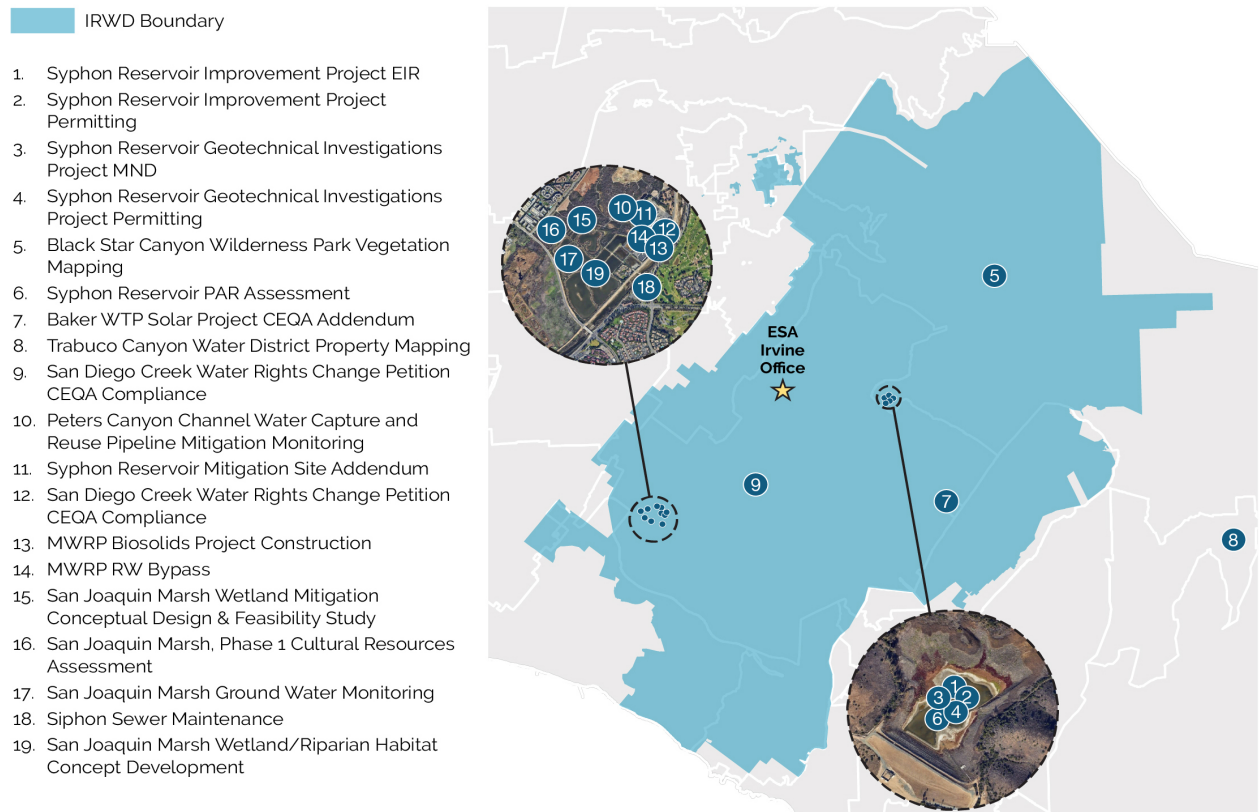 IRWD Boundary
1. Syphon Reservoir Improvement Project EIR
2. Syphon Reservoir Improvement Project
Permitting
3. Syphon Reservoir Geotechnical Investigations
Project MND
4. Syphon Reservoir Geotechnical Investigations
Project Permitting
5. Black Star Canyon Wilderness Park Vegetation
Mapping
6. Syphon Reservoir PAR Assessment
7. Baker WTP Solar Project CEQA Addendum
8. Trabuco Canyon Water District Property Mapping
9. San Diego Creek Water Rights Change Petition
CEQA Compliance
10. Peters Canyon Channel Water Capture and
Reuse Pipeline Mitigation Monitoring
11. Syphon Reservoir Mitigation Site Addendum
12. San Diego Creek Water Rights Change Petition
CEQA Compliance
13. MWRP Biosolids Project Construction
14. MWRP RW Bypass
15. San Joaquin Marsh Wetland Mitigation
Conceptual Design & Feasibility Study
16. San Joaquin Marsh, Phase 1 Cultural Resources
Assessment
17. San Joaquin Marsh Ground Water Monitoring
18. Siphon Sewer Maintenance
19. San Joaquin Marsh Wetland/Riparian Habitat
Concept Development
10
11
15
16
12
14
13
17
19
18
5
ESA
Irvine
Office
9
7
8
1
3
2
4
6